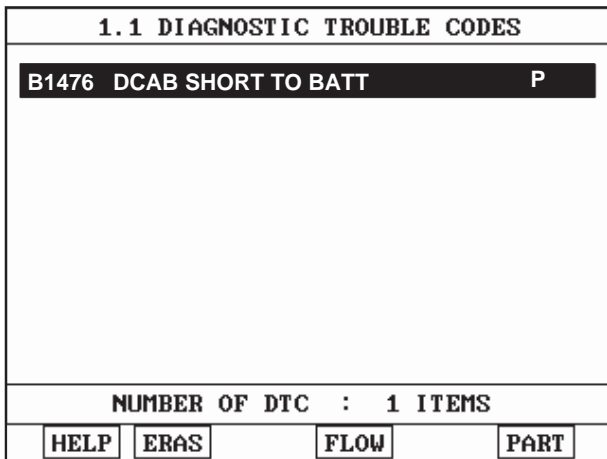 1.1 DIAGNOSTIC TROUBLE CODES
B1476 DCAB SHORT TO BATT P
NUMBER OF DTC : 1 ITEMS
HELP ERAS FLOW PART